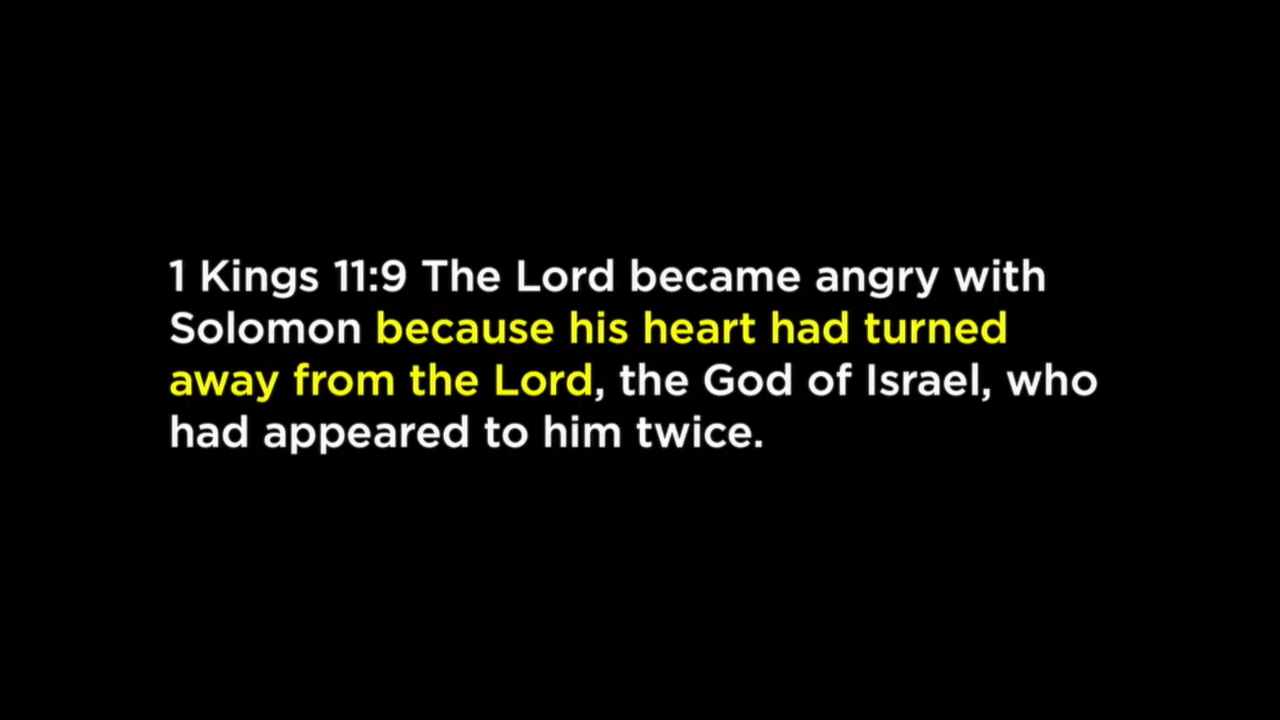 1 Kings 11:9 The Lord became angry with
Solomon because his heart had turned
away from the Lord, the God of Israel, who
had appeared to him twice.